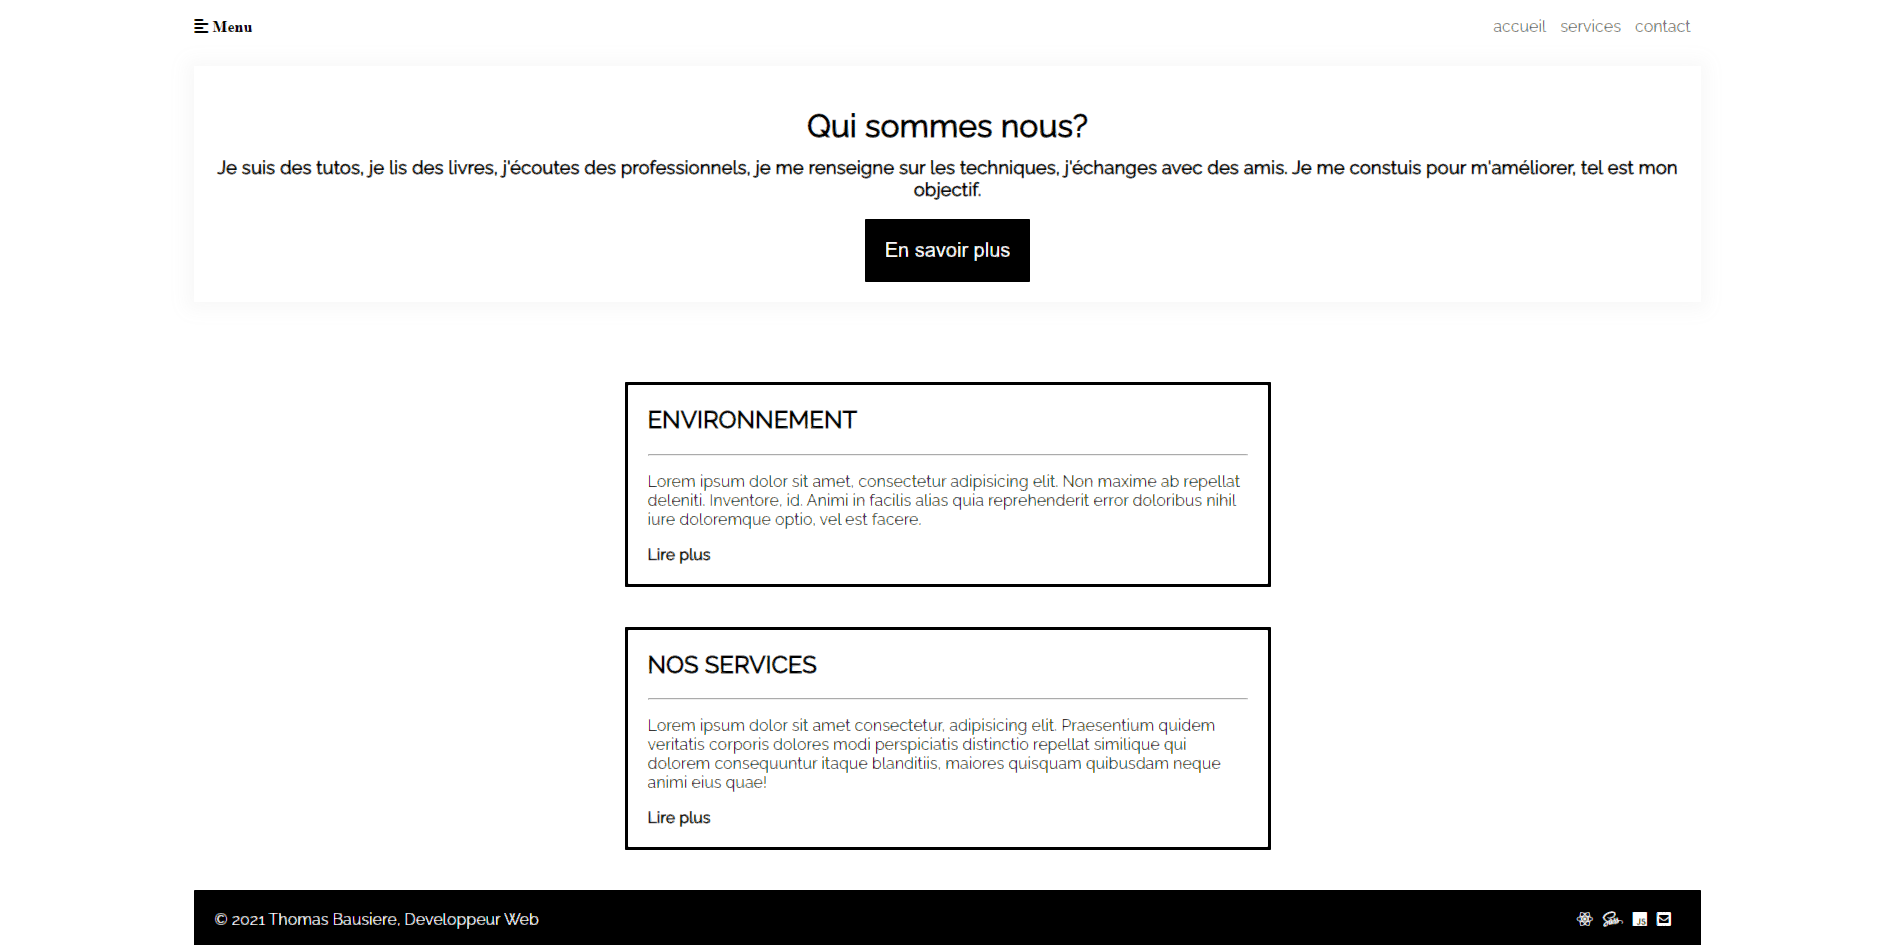 Menu
accueil services contact
Qui sommes nous?
Je suis des tutos, je lis des livres, j'écoutes des professionnels, je me renseigne sur les techniques, j'échanges avec des amis. Je me constuis pour m'améliorer, tel est mon
objectif.
En savoir plus
ENVIRONNEMENT
Lorem ipsum dolor sit amet, consectetur adipisicing elit. Non maxime ab repellat
deleniti. Inventore, id. Animi in facilis alias quia reprehenderit error doloribus nihil
iure doloremque optio, vel est facere.
Lire plus
NOS SERVICES
Lorem ipsum dolor sit amet consectetur, adipisicing elit. Praesentium quidem
veritatis corporis dolores modi perspiciatis distinctio repellat similique qui
dolorem consequuntur itaque blanditiis, maiores quisquam quibusdam neque
animi eius quae!
Lire plus
© 2021 Thomas Bausiere, Developpeur Web
Sass JS